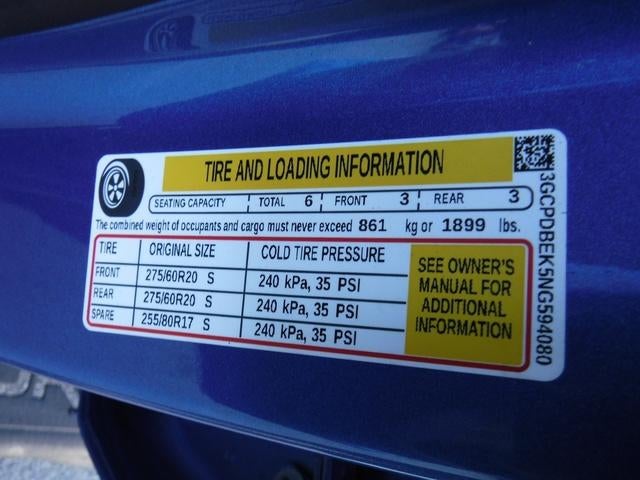 TIRE AND LOADING INFORMATION
SEATING CAPACITY TOTAL 6 FRONT 3 REAR 3
The combined weight of occupants and cargo must never exceed 861 kg or 1899 lbs.
TIRE ORIGINAL SIZE COLD TIRE PRESSURE
FRONT 275/60R20 S 240 kPa, 35 PSI
REAR 275/60R20 S 240 kPa, 35 PSI
SPARE 255/80R17 S 240 kPa, 35 PSI
SEE OWNER'S
MANUAL FOR
ADDITIONAL
INFORMATION
3GCPDBEK5NG594080